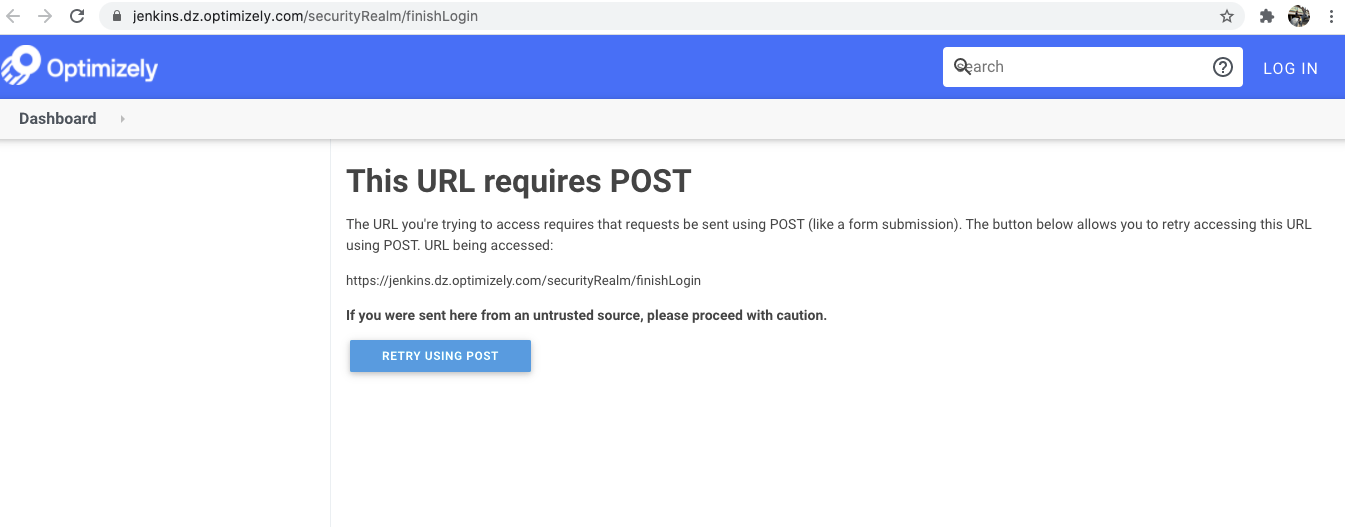 jenkins.dz.optimizely.com/securityRealm/finishLogin
Optimizely
search
LOG IN
Dashboard
This URL requires POST
The URL you're trying to access requires that requests be sent using POST (like a form submission). The button below allows you to retry accessing this URL
using POST. URL being accessed:
https://jenkins.dz.optimizely.com/securityRealm/finishLogin
If you were sent here from an untrusted source, please proceed with caution.
RETRY USING POST